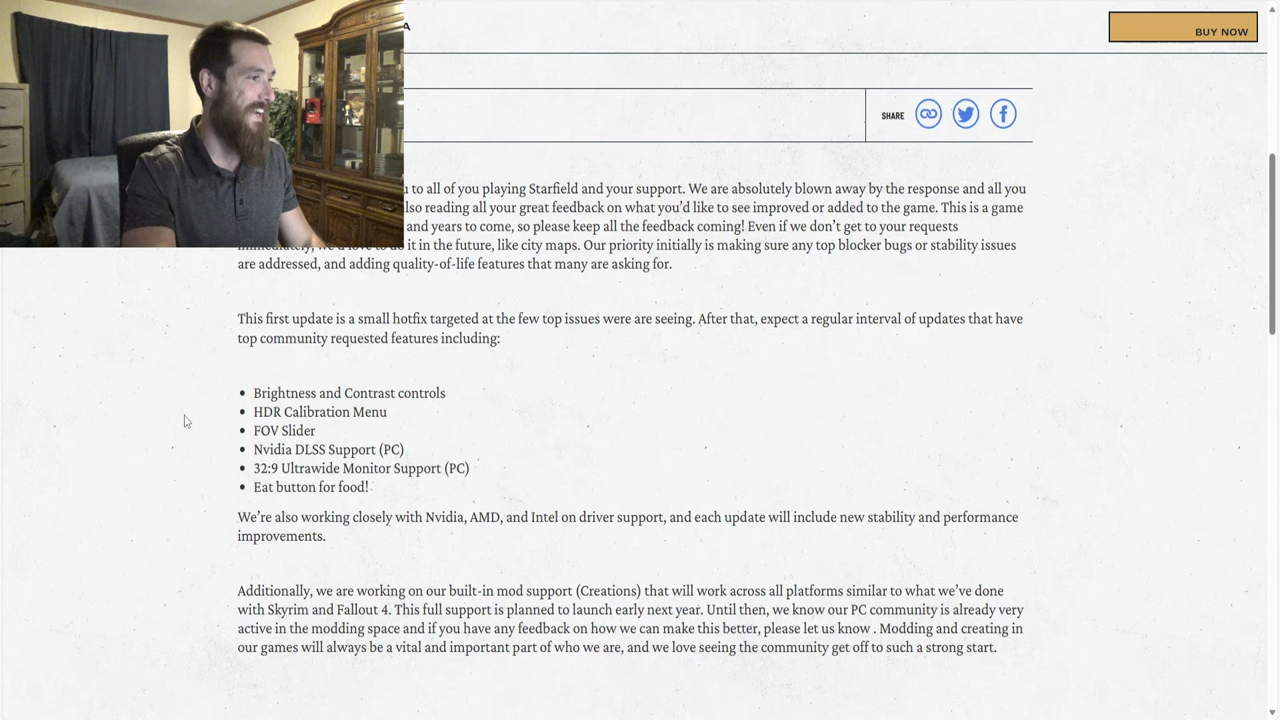 A
BUY NOW
SHARE
to all of you playing Starfield and your support. We are absolutely blown away by the response and all you
also reading all your great feedback on what you'd like to see improved or added to the game. This is a game
and years to come, so please keep all the feedback coming! Even if we don't get to your requests
immediately, we'd love to do it in the future, like city maps. Our priority initially is making sure any top blocker bugs or stability issues
are addressed, and adding quality-of-life features that many are asking for.
This first update is a small hotfix targeted at the few top issues were are seeing. After that, expect a regular interval of updates that have
top community requested features including:
• Brightness and Contrast controls
• HDR Calibration Menu
• FOV Slider
• Nvidia DLSS Support (PC)
• 32:9 Ultrawide Monitor Support (PC)
• Eat button for food!
We're also working closely with Nvidia, AMD, and Intel on driver support, and each update will include new stability and performance
improvements.
Additionally, we are working on our built-in mod support (Creations) that will work across all platforms similar to what we've done
with Skyrim and Fallout 4. This full support is planned to launch early next year. Until then, we know our PC community is already very
active in the modding space and if you have any feedback on how we can make this better, please let us know . Modding and creating in
our games will always be a vital and important part of who we are, and we love seeing the community get off to such a strong start.